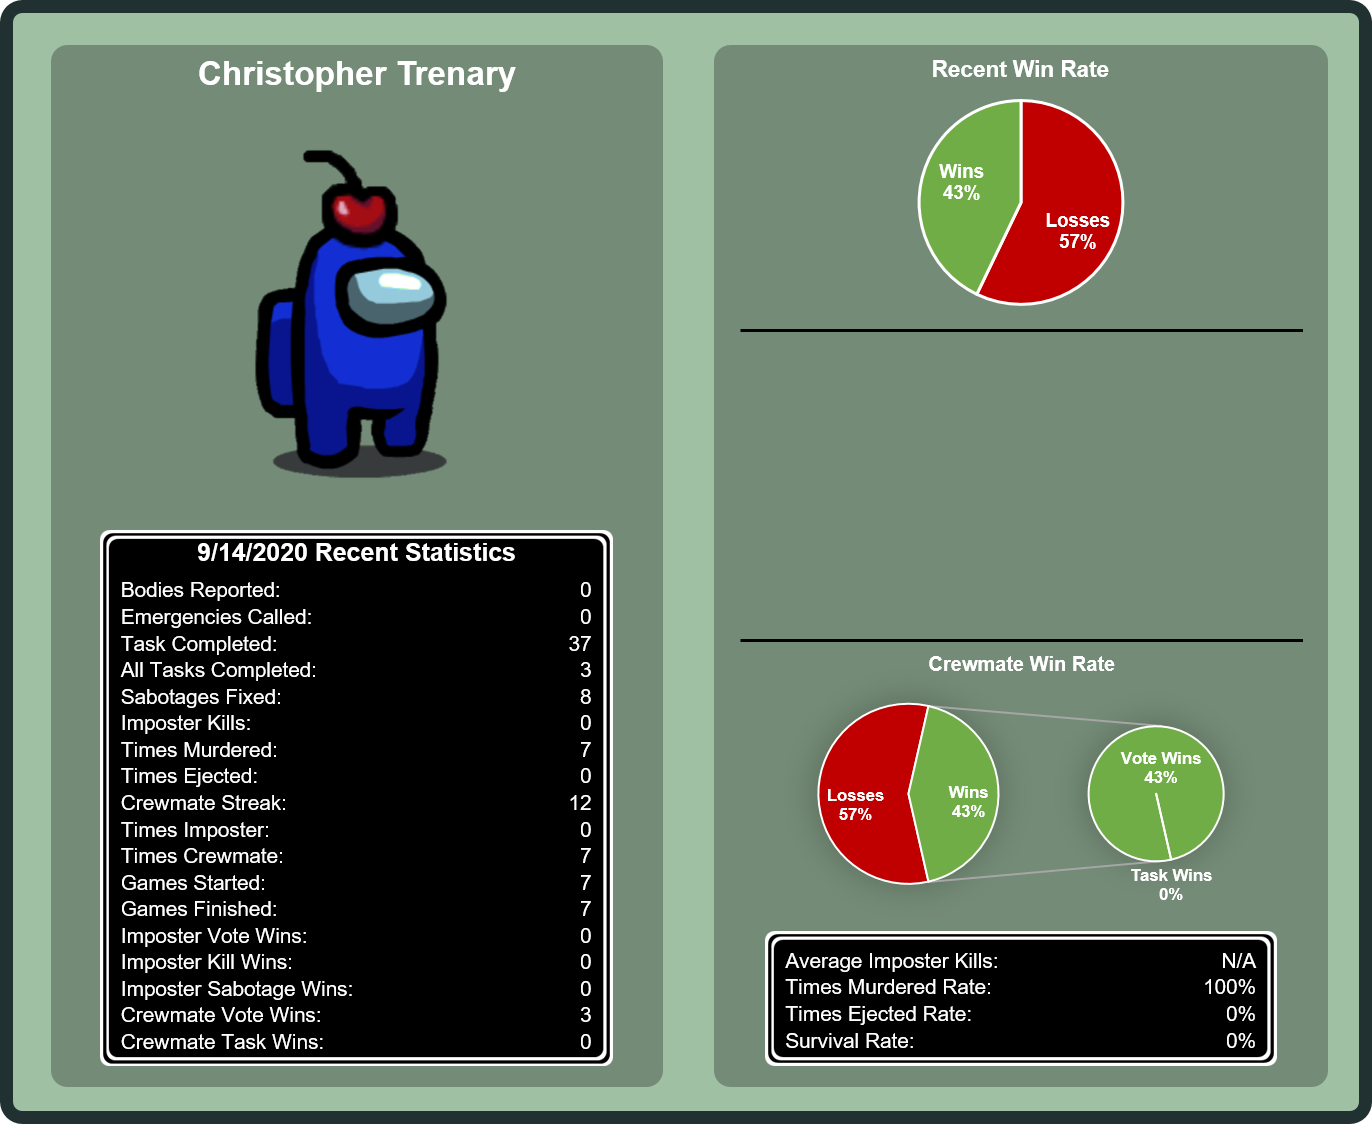 Christopher Trenary
9/14/2020 Recent Statistics
Bodies Reported: 0
Emergencies Called: 0
Task Completed: 37
All Tasks Completed: 3
Sabotages Fixed: 8
Imposter Kills: 0
Times Murdered: 7
Times Ejected: 0
Crewmate Streak: 12
Times Imposter: 0
Times Crewmate: 7
Games Started: 7
Games Finished: 7
Imposter Vote Wins: 0
Imposter Kill Wins: 0
Imposter Sabotage Wins: 0
Crewmate Vote Wins: 3
Crewmate Task Wins: 0
Recent Win Rate
Wins
43%
Losses
57%
Crewmate Win Rate
Losses
57%
Wins
43%
Vote Wins
43%
Task Wins
0%
Average Imposter Kills: N/A
Times Murdered Rate: 100%
Times Ejected Rate: 0%
Survival Rate: 0%